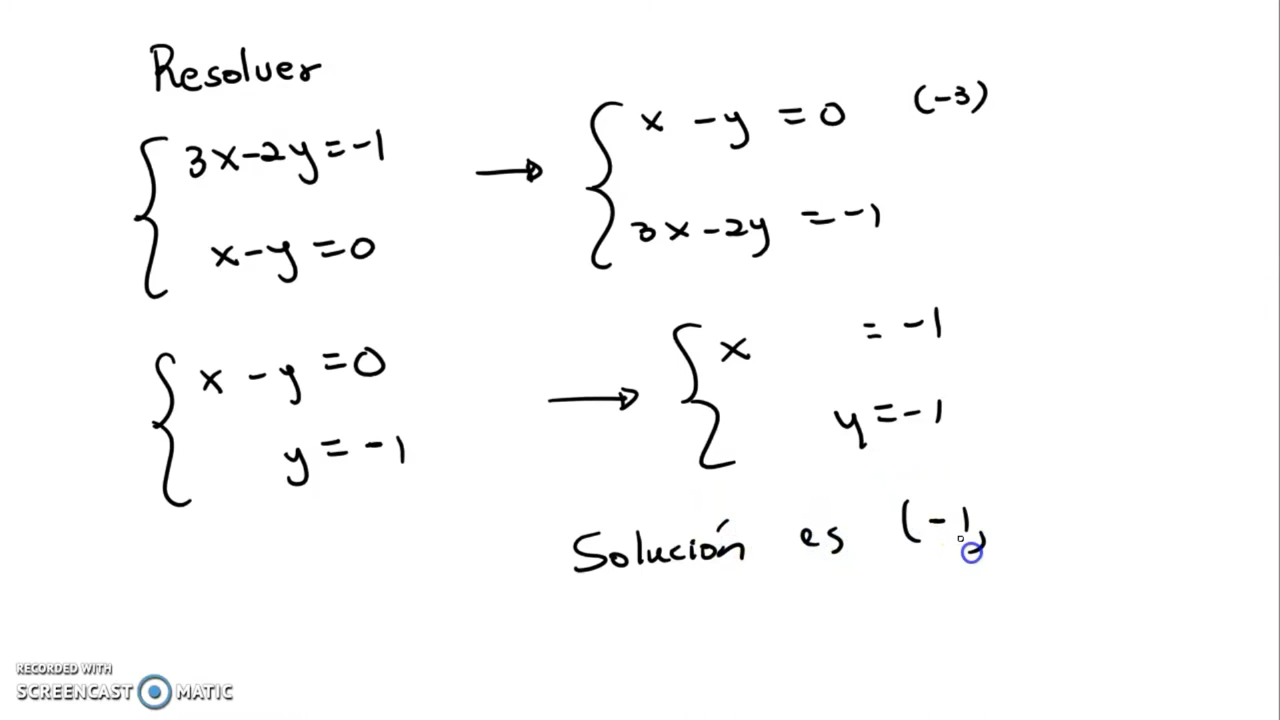 Resolver
3x-2y=-1
x-y=0
x-y=0 (-3)
3x-2y=-1
x-y=0
y=-1
x =-1
y=-1
Solución es (-1,
RECORDED WITH
SCREENCAST MATIC